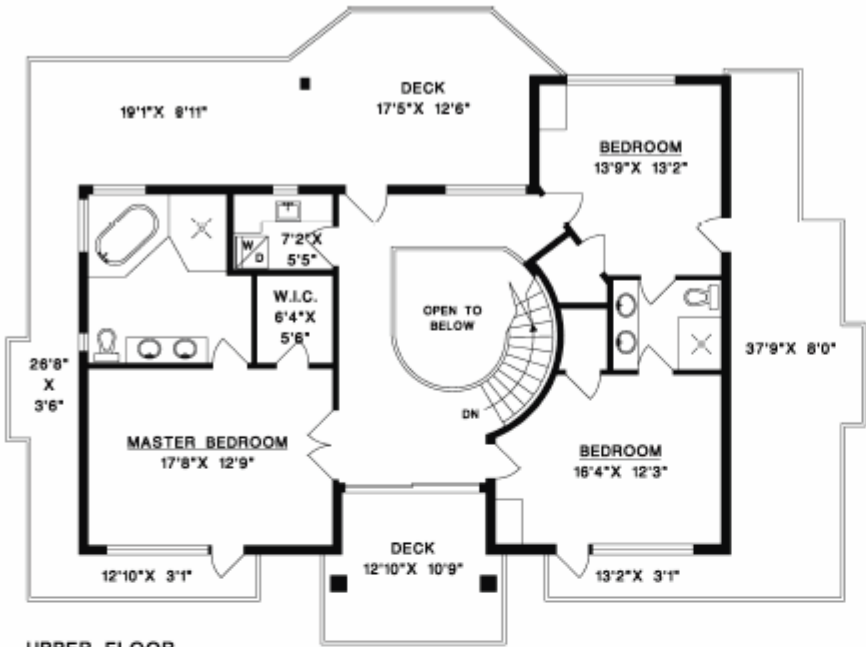 DECK
17'5"X 12'6"
19'1"X 8'11"
BEDROOM
13'9"X 13'2"
7'2"X
5'5"
W
D
W.I.C.
6'4"X
5'6"
OPEN TO
BELOW
26'8"
X
3'6"
37'9"X 8'0"
DN
MASTER BEDROOM
17'8"X 12'9"
BEDROOM
16'4"X 12'3"
DECK
12'10"X 10'9"
12'10"X 3'1"
13'2"X 3'1"
UPPER FLOOR